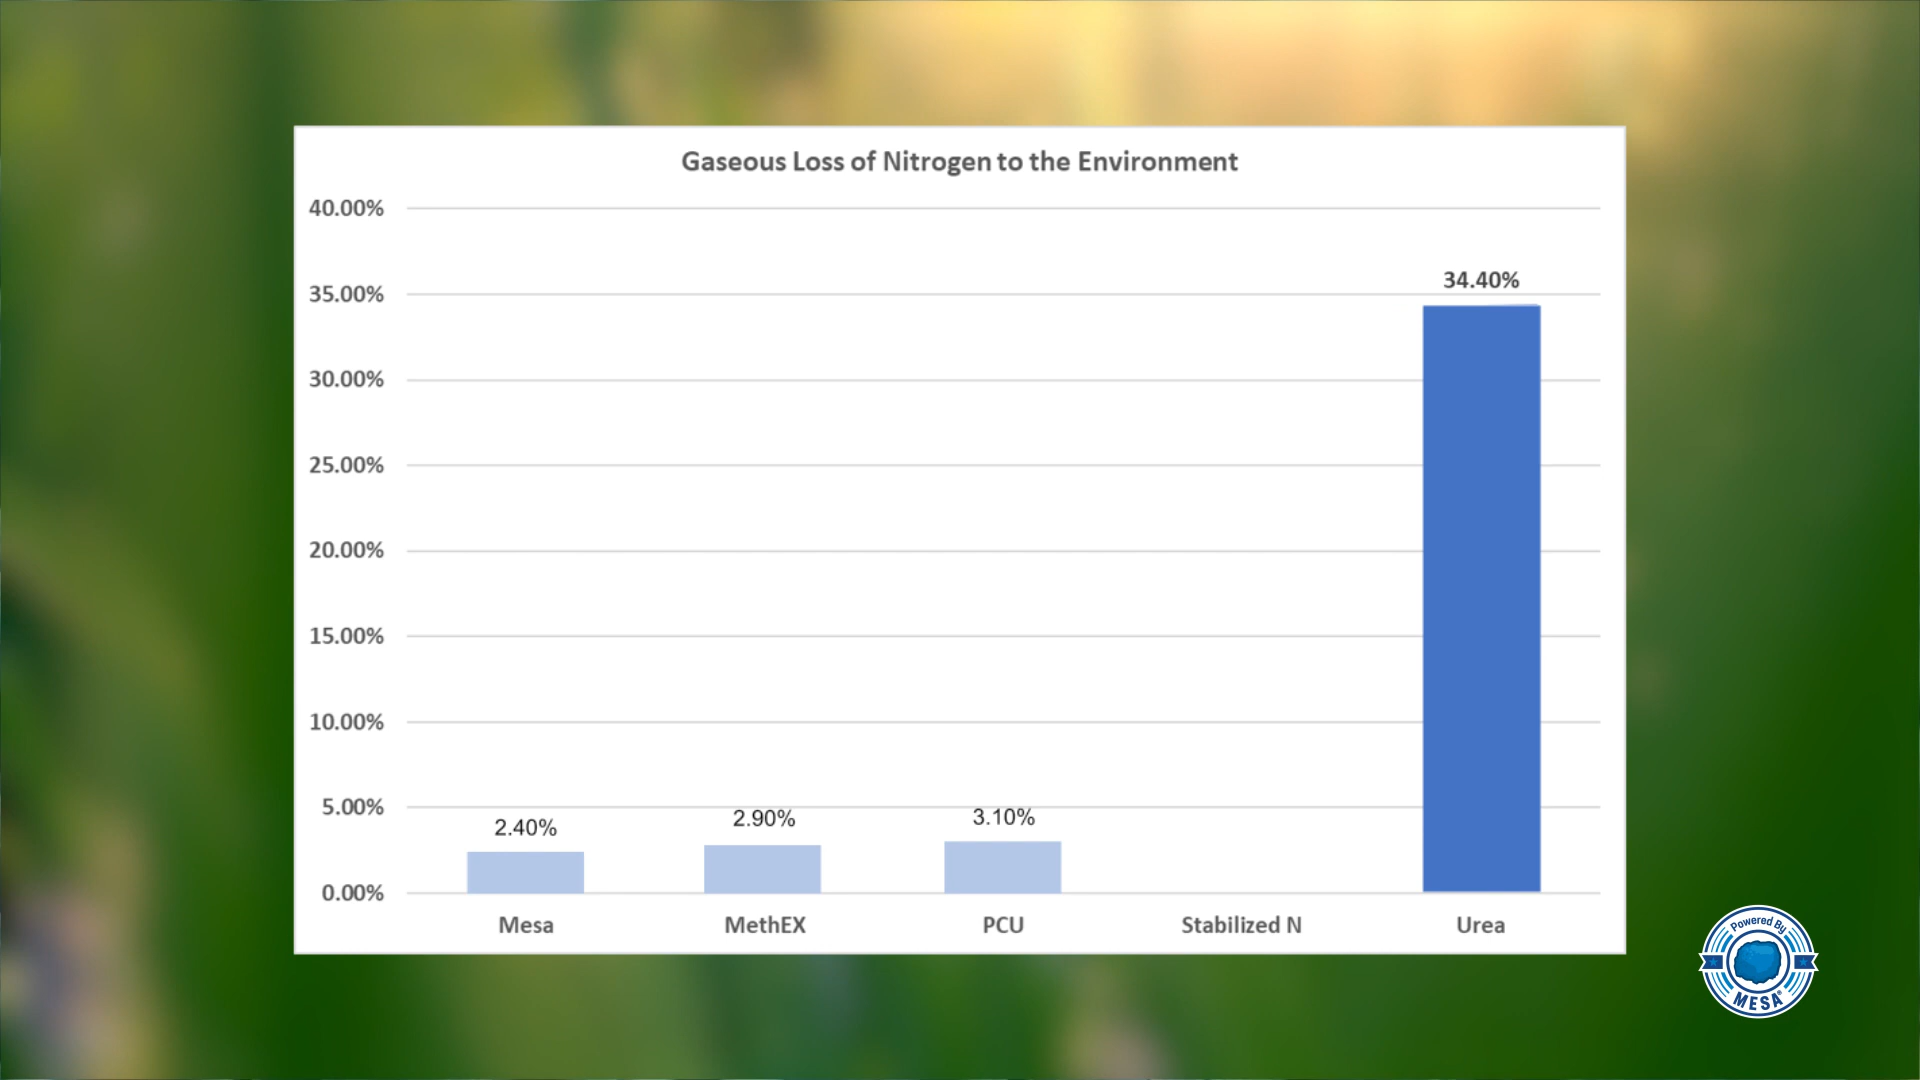 Gaseous Loss of Nitrogen to the Environment
40.00%
35.00%
30.00%
25.00%
20.00%
15.00%
10.00%
5.00%
0.00%
2.40%
2.90%
3.10%
34.40%
Mesa
MethEX
PCU
Stabilized N
Urea
Powered By
MESA®